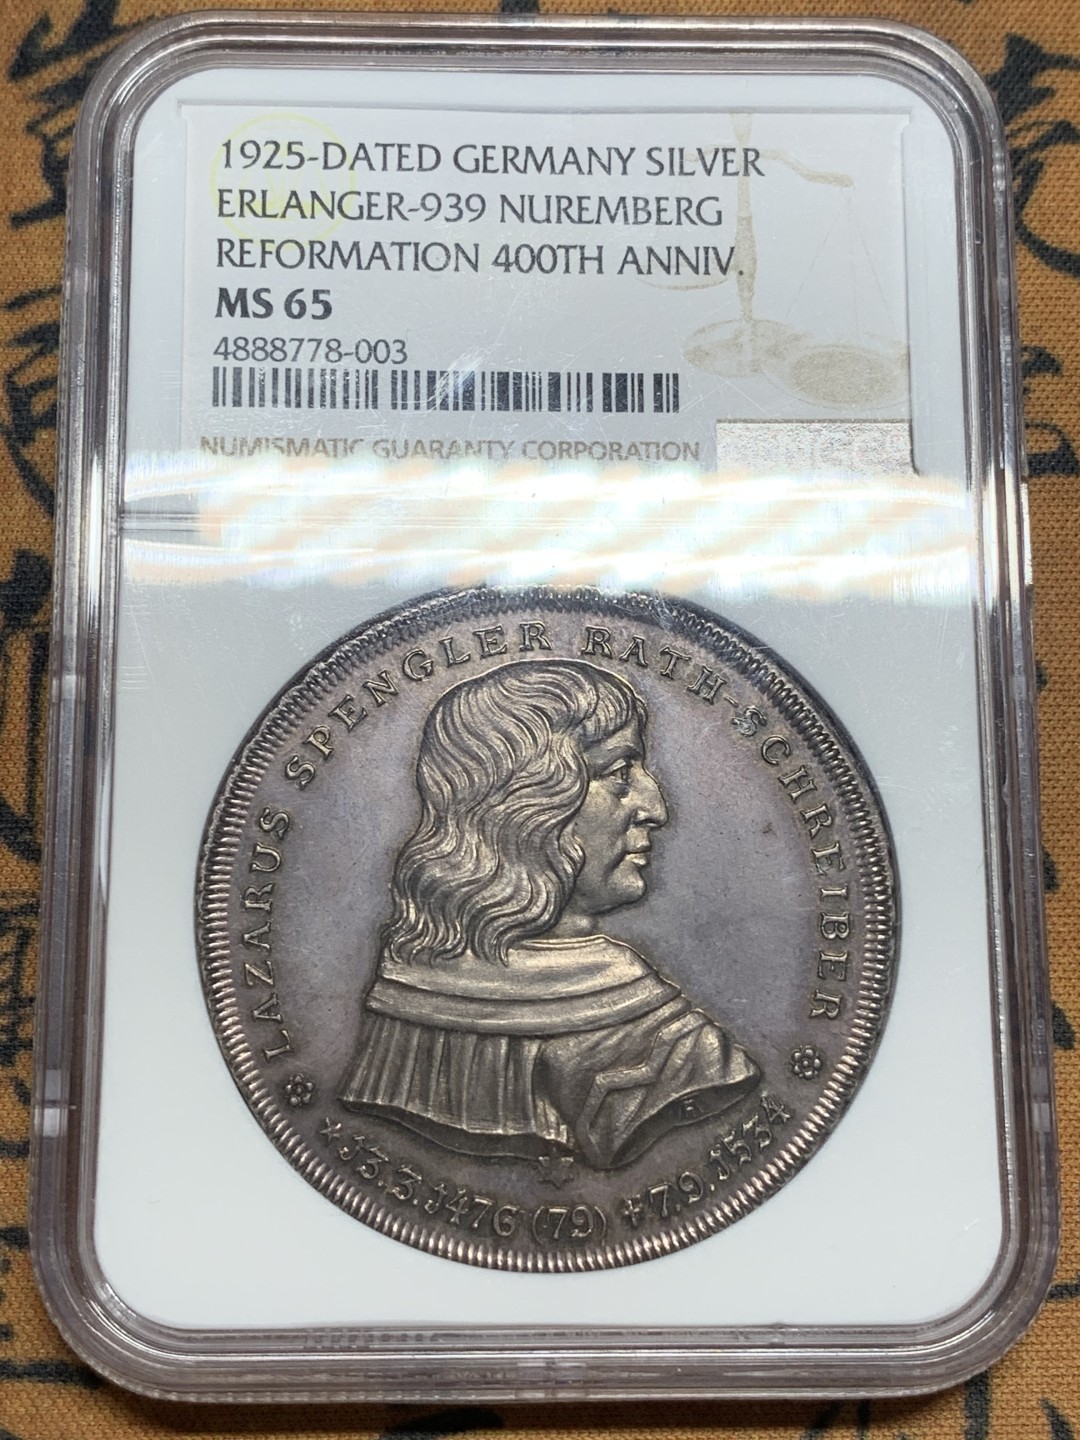 1925-DATED GERMANY SILVER
ERLANGER-939 NUREMBERG
REFORMATION 400TH ANNIV.
MS 65
4888778-003
NUMISMATIC GUARANTY CORPORATION
LAZARUS SPENGLER RATH-SCHREIBER
* 13.3.1476 (79) + 7.9.1534